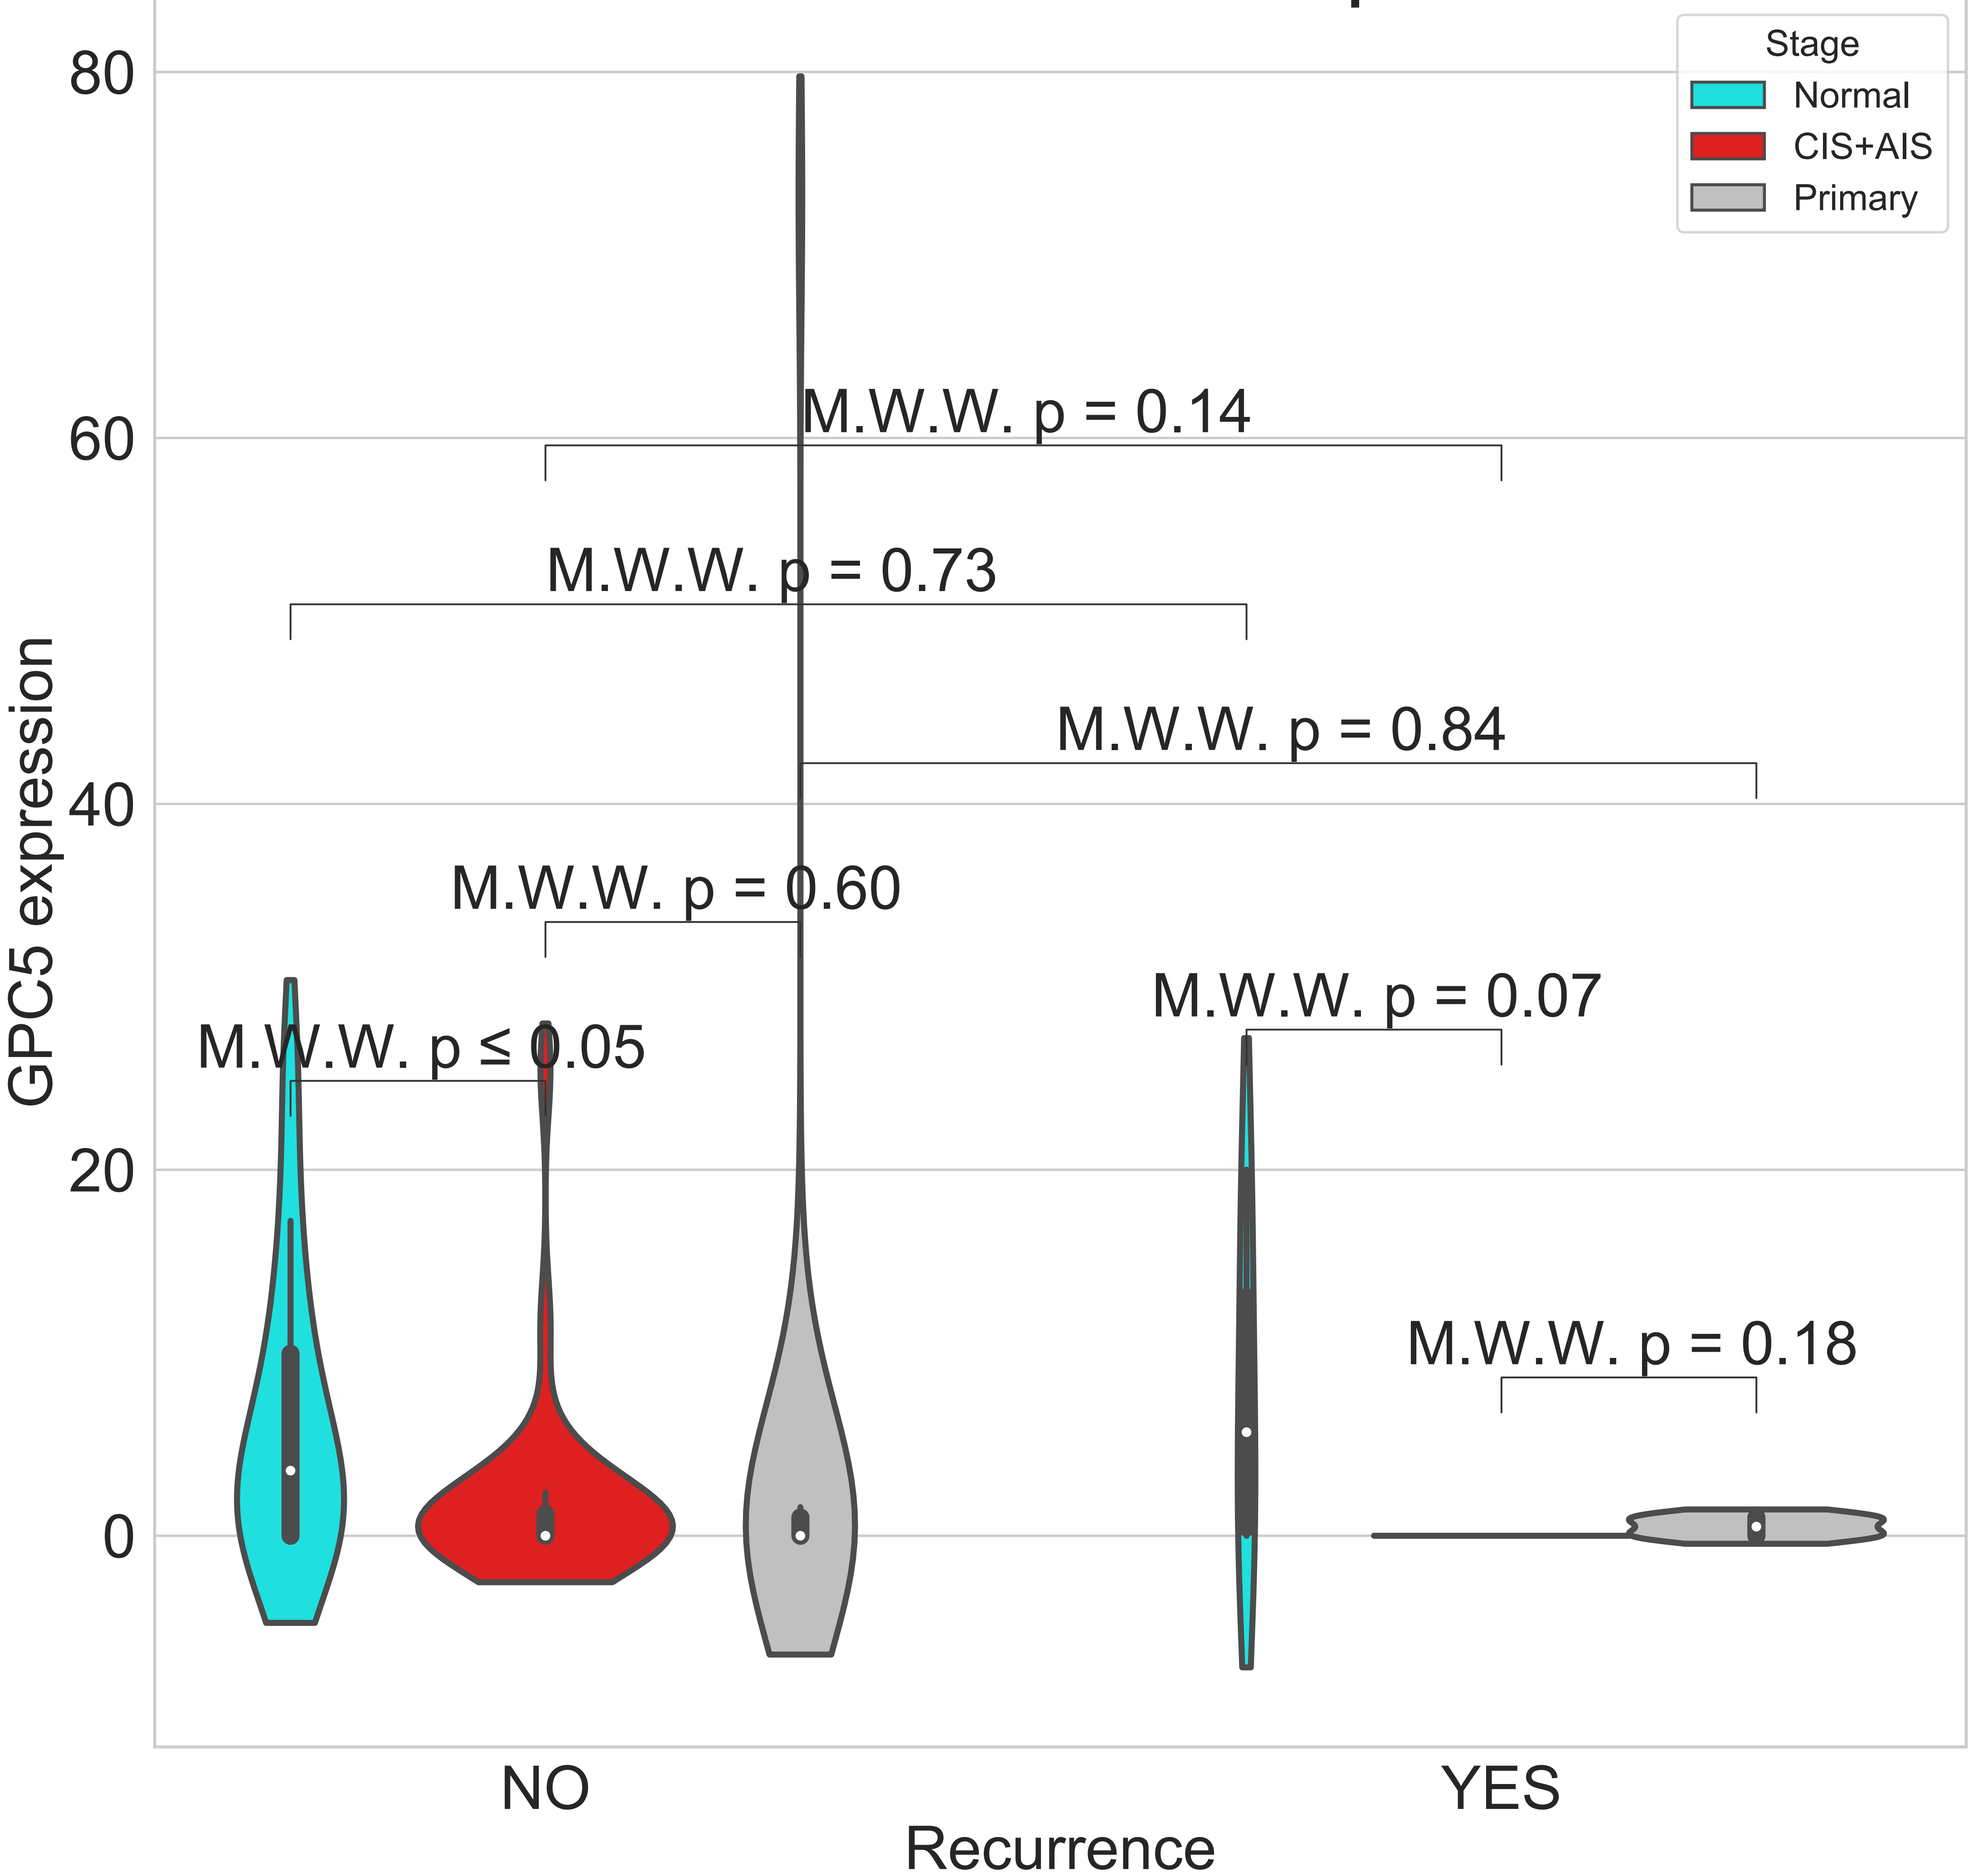 Stage
Normal
CIS+AIS
Primary
80
60
40
20
0
GPC5 expression
M.W.W. p = 0.14
M.W.W. p = 0.73
M.W.W. p = 0.84
M.W.W. p = 0.60
M.W.W. p = 0.07
M.W.W. p ≤ 0.05
M.W.W. p = 0.18
NO
YES
Recurrence